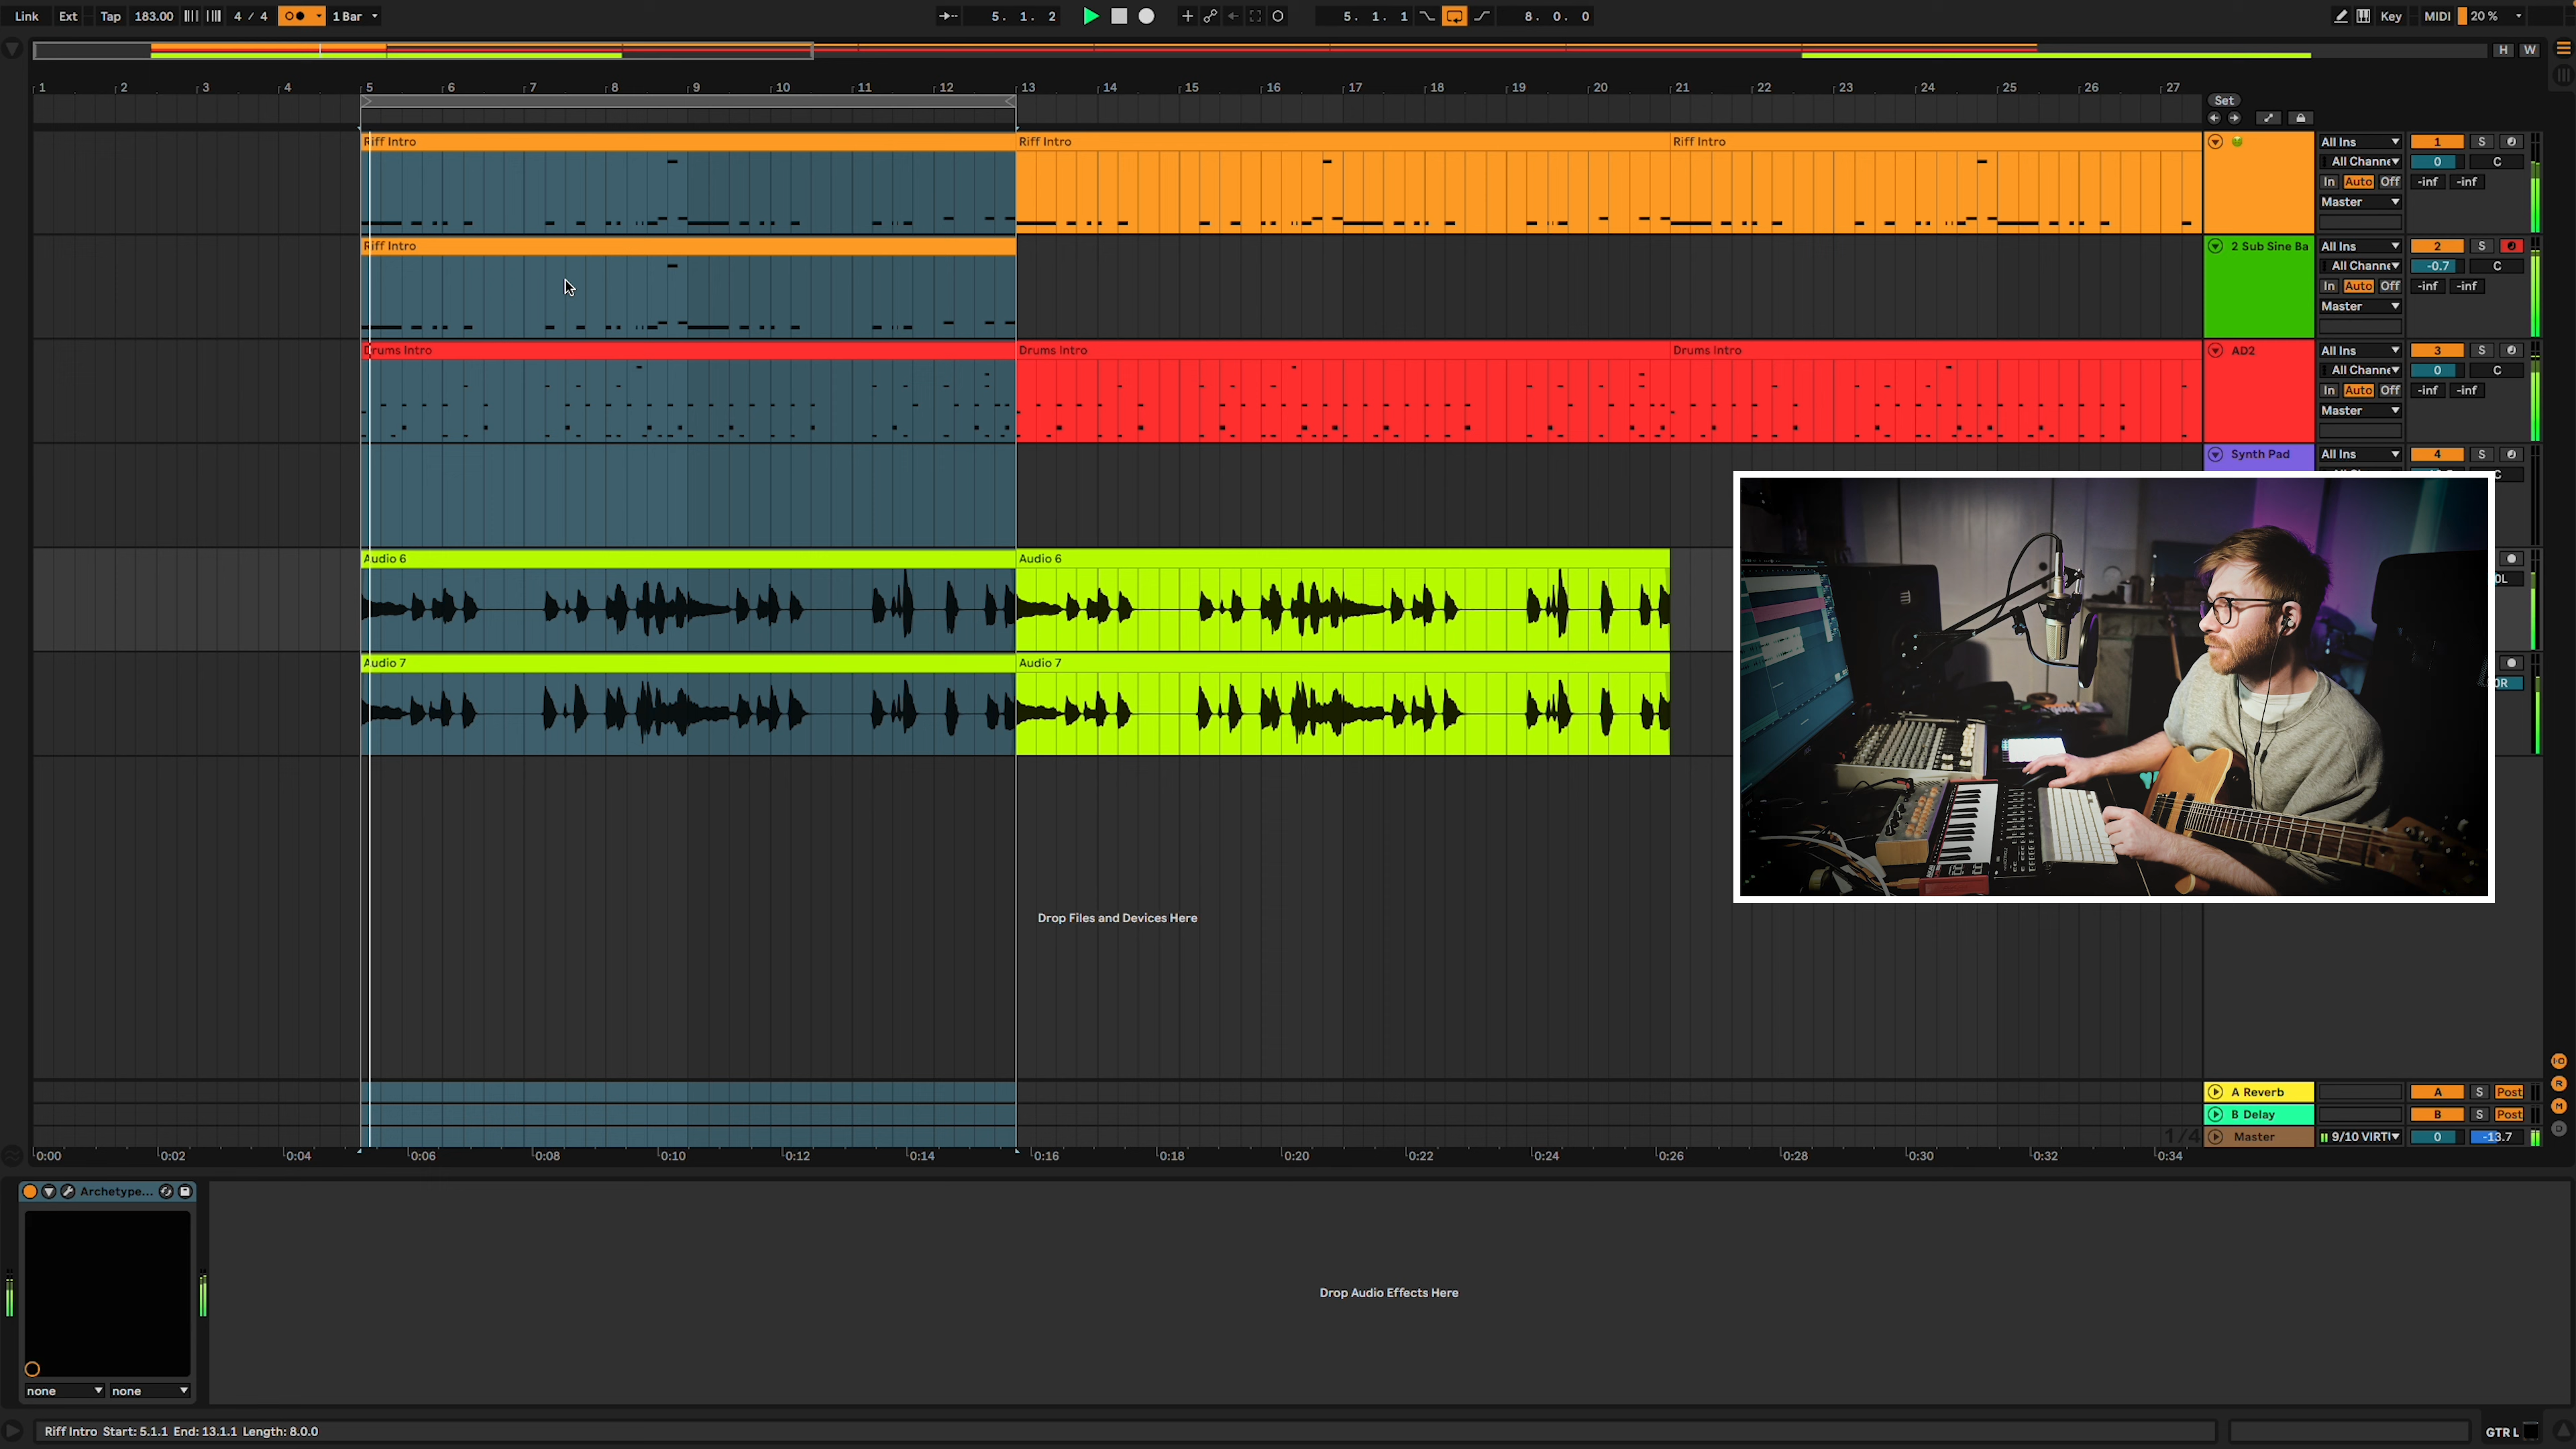 Link Ext Tap 183.00 4 / 4 1 Bar 5. 1. 2 5. 1. 1 8. 0. 0 Key MIDI 20 %
H W
1 2 3 4 5 6 7 8 9 10 11 12 13 14 15 16 17 18 19 20 21 22 23 24 25 26 27
Set
Riff Intro Riff Intro Riff Intro All Ins 1 S
All Channe 0 C
In Auto Off -inf -inf
Master
Riff Intro 2 Sub Sine Ba All Ins 2 S
All Channe -0.7 C
In Auto Off -inf -inf
Master
Drums Intro Drums Intro Drums Intro AD2 All Ins 3 S
All Channe 0 C
In Auto Off -inf -inf
Master
Synth Pad All Ins 4 S
C
Audio 6 Audio 6
0L
Audio 7 Audio 7
0R
Drop Files and Devices Here
A Reverb A S Post
B Delay B S Post
1/4 Master 9/10 VIRTU 0 -13.7
0:00 0:02 0:04 0:06 0:08 0:10 0:12 0:14 0:16 0:18 0:20 0:22 0:24 0:26 0:28 0:30 0:32 0:34
Archetype...
Drop Audio Effects Here
none none
Riff Intro Start: 5.1.1 End: 13.1.1 Length: 8.0.0 GTR L